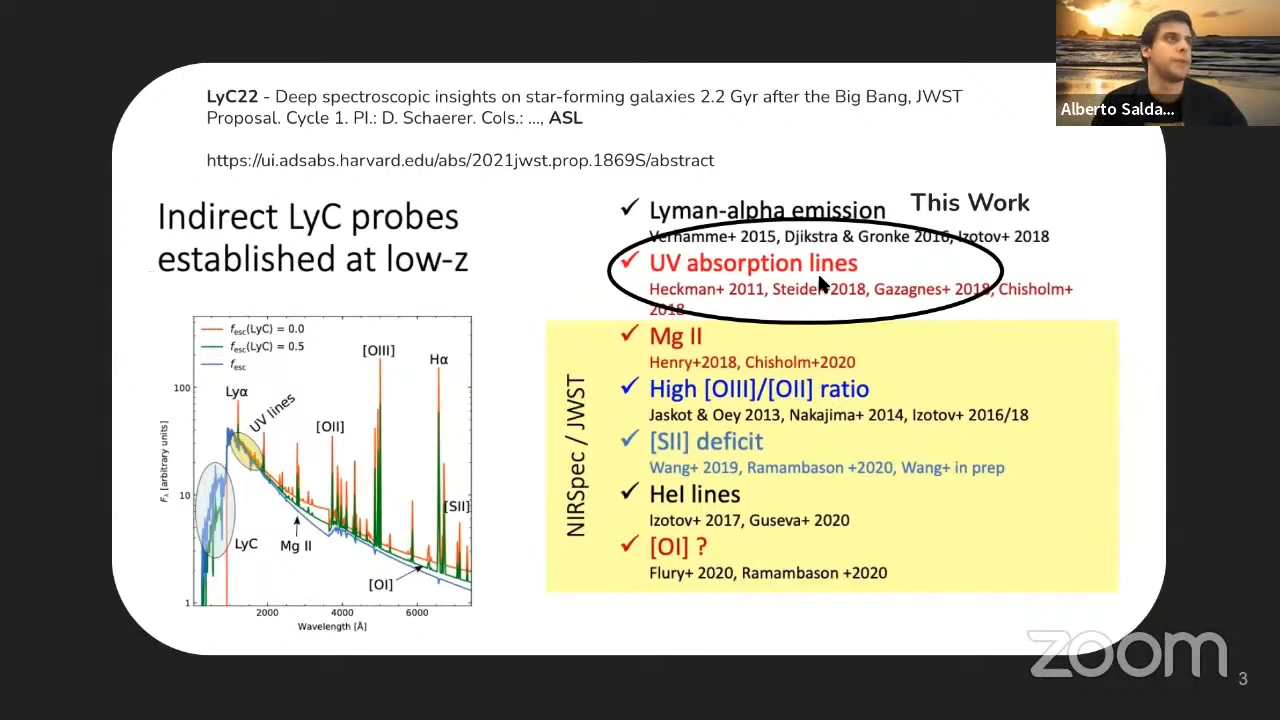 Alberto Salda...
LyC22 - Deep spectroscopic insights on star-forming galaxies 2.2 Gyr after the Big Bang, JWST
Proposal. Cycle 1. PI.: D. Schaerer. CoIs.: ..., ASL
https://ui.adsabs.harvard.edu/abs/2021jwst.prop.1869S/abstract
Indirect LyC probes
established at low-z
This Work
✓ Lyman-alpha emission
Verhamme+ 2015, Djikstra & Gronke 2016, Izotov+ 2018
✓ UV absorption lines
Heckman+ 2011, Steidel+2018, Gazagnes+ 2018, Chisholm+
2018
NIRSpec / JWST
✓ Mg II
Henry+2018, Chisholm+2020
✓ High [OIII]/[OII] ratio
Jaskot & Oey 2013, Nakajima+ 2014, Izotov+ 2016/18
✓ [SII] deficit
Wang+ 2019, Ramambason +2020, Wang+ in prep
✓ HeI lines
Izotov+ 2017, Guseva+ 2020
✓ [OI] ?
Flury+ 2020, Ramambason +2020
fesc(LyC) = 0.0
fesc(LyC) = 0.5
fesc
[OIII]
Hα
Lyα
UV lines
[OII]
[SII]
LyC
Mg II
[OI]
Fλ [arbitrary units]
100
10
1
2000 4000 6000
Wavelength [Å]
zoom
3